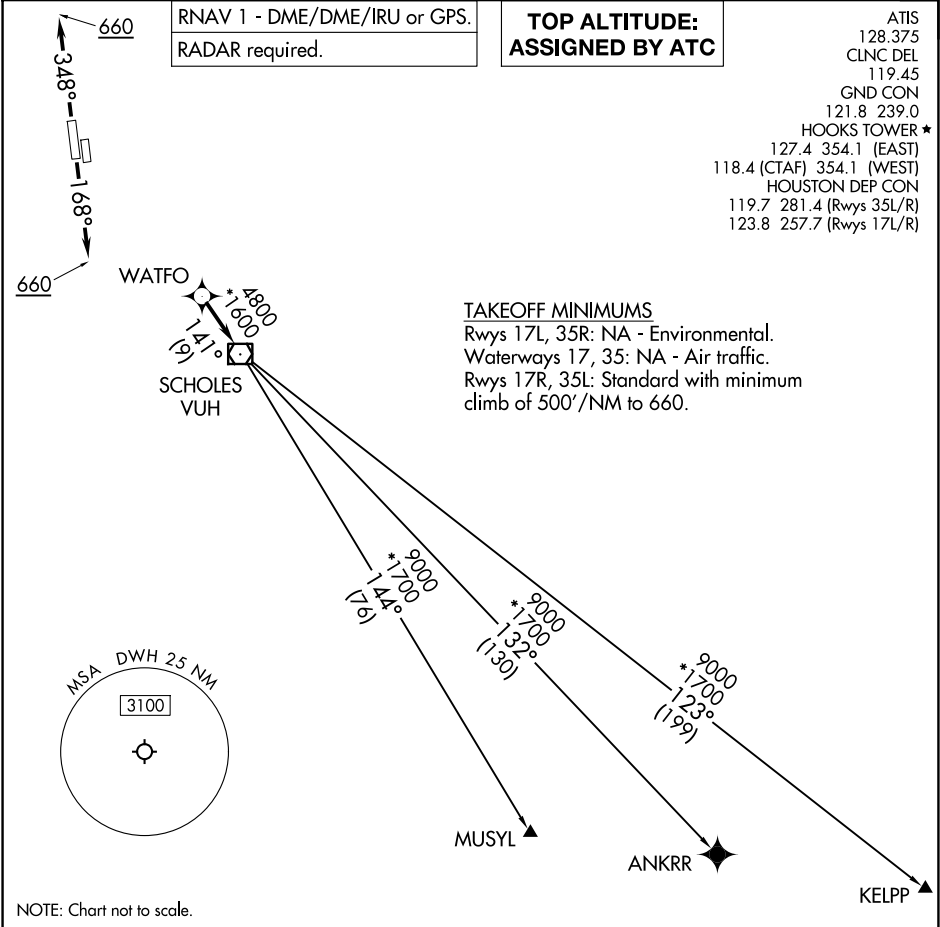 660
348°
168°
660
RNAV 1 - DME/DME/IRU or GPS.
RADAR required.
TOP ALTITUDE:
ASSIGNED BY ATC
ATIS
128.375
CLNC DEL
119.45
GND CON
121.8 239.0
HOOKS TOWER ★
127.4 354.1 (EAST)
118.4 (CTAF) 354.1 (WEST)
HOUSTON DEP CON
119.7 281.4 (Rwys 35L/R)
123.8 257.7 (Rwys 17L/R)
WATFO
4800
*1600
141°
(9)
SCHOLES
VUH
TAKEOFF MINIMUMS
Rwys 17L, 35R: NA - Environmental.
Waterways 17, 35: NA - Air traffic.
Rwys 17R, 35L: Standard with minimum
climb of 500'/NM to 660.
9000
*1700
144°
(76)
9000
*1700
132°
(130)
9000
*1700
123°
(199)
MSA DWH 25 NM
3100
MUSYL
ANKRR
KELPP
NOTE: Chart not to scale.